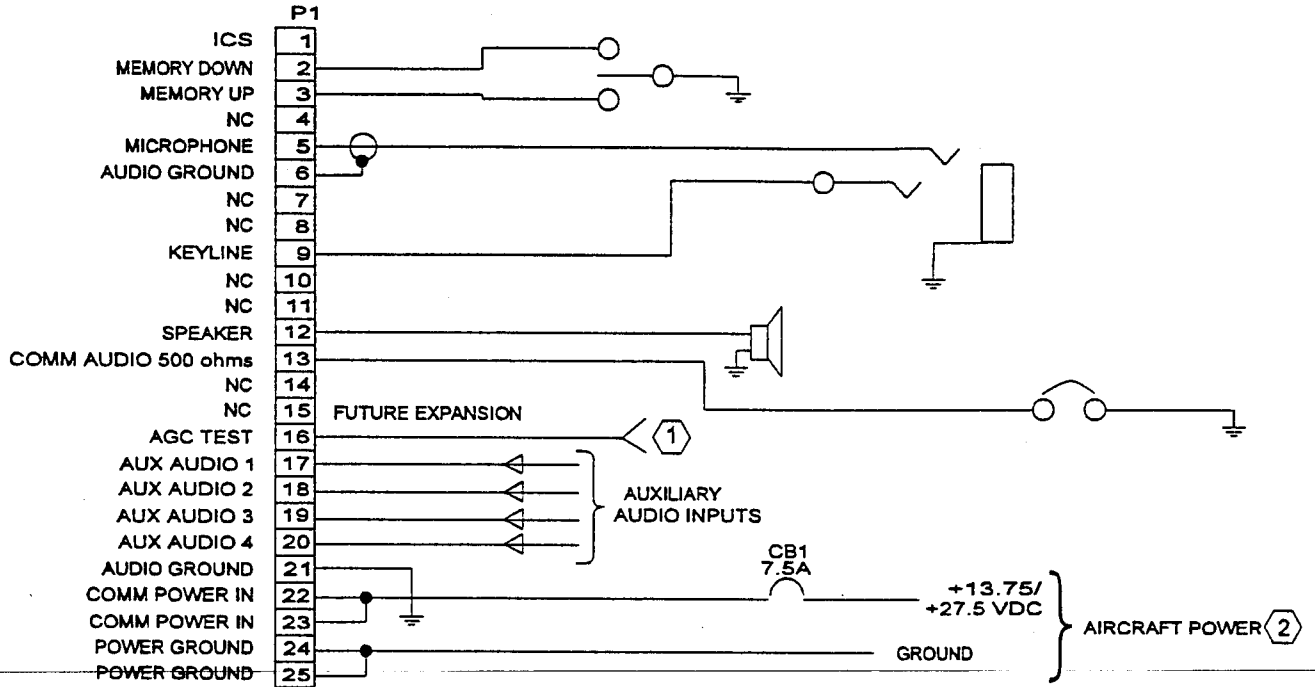 P1
ICS 1
MEMORY DOWN 2
MEMORY UP 3
NC 4
MICROPHONE 5
AUDIO GROUND 6
NC 7
NC 8
KEYLINE 9
NC 10
NC 11
SPEAKER 12
COMM AUDIO 500 ohms 13
NC 14
NC 15 FUTURE EXPANSION
AGC TEST 16 1
AUX AUDIO 1 17
AUX AUDIO 2 18
AUX AUDIO 3 19
AUX AUDIO 4 20
AUXILIARY
AUDIO INPUTS
AUDIO GROUND 21
COMM POWER IN 22
COMM POWER IN 23
POWER GROUND 24
POWER GROUND 25
CB1
7.5A
+13.75/
+27.5 VDC
GROUND
AIRCRAFT POWER 2